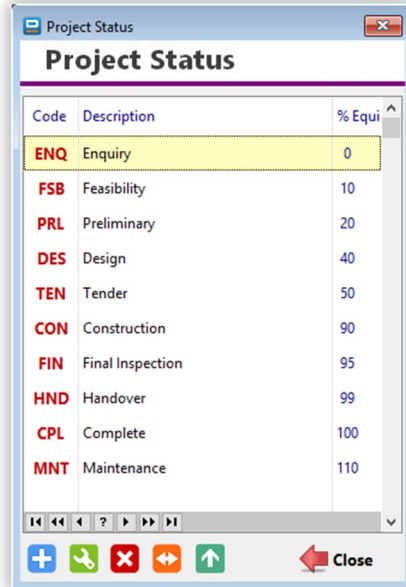 Project Status
Project Status
Code Description % Equi
ENQ Enquiry 0
FSB Feasibility 10
PRL Preliminary 20
DES Design 40
TEN Tender 50
CON Construction 90
FIN Final Inspection 95
HND Handover 99
CPL Complete 100
MNT Maintenance 110
?
Close